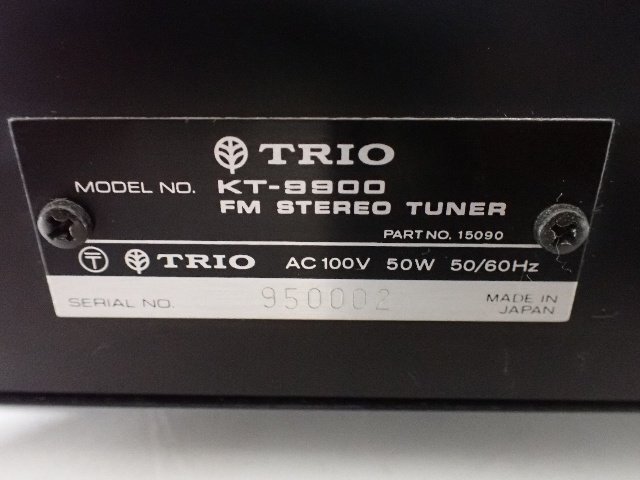 TRIO
MODEL NO. KT-9900
FM STEREO TUNER
PART NO. 15090
〒 TRIO AC 100V 50W 50/60Hz
SERIAL NO. 950002 MADE IN JAPAN